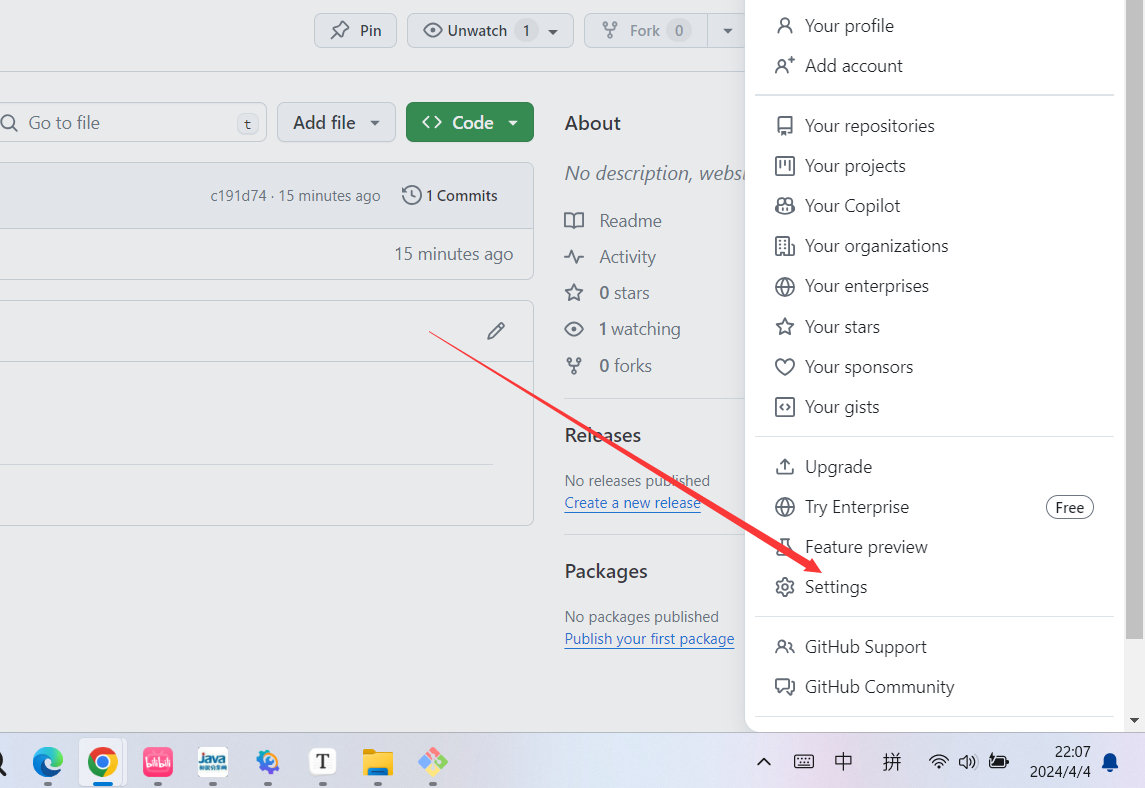 Pin
Unwatch 1
Fork 0
Go to file
t
Add file
Code
c191d74 · 15 minutes ago
1 Commits
15 minutes ago
About
No description, websi
Readme
Activity
0 stars
1 watching
0 forks
Releases
No releases published
Create a new release
Packages
No packages published
Publish your first package
Your profile
Add account
Your repositories
Your projects
Your Copilot
Your organizations
Your enterprises
Your stars
Your sponsors
Your gists
Upgrade
Try Enterprise
Free
Feature preview
Settings
GitHub Support
GitHub Community
bilibili
Java
T
中
拼
22:07
2024/4/4